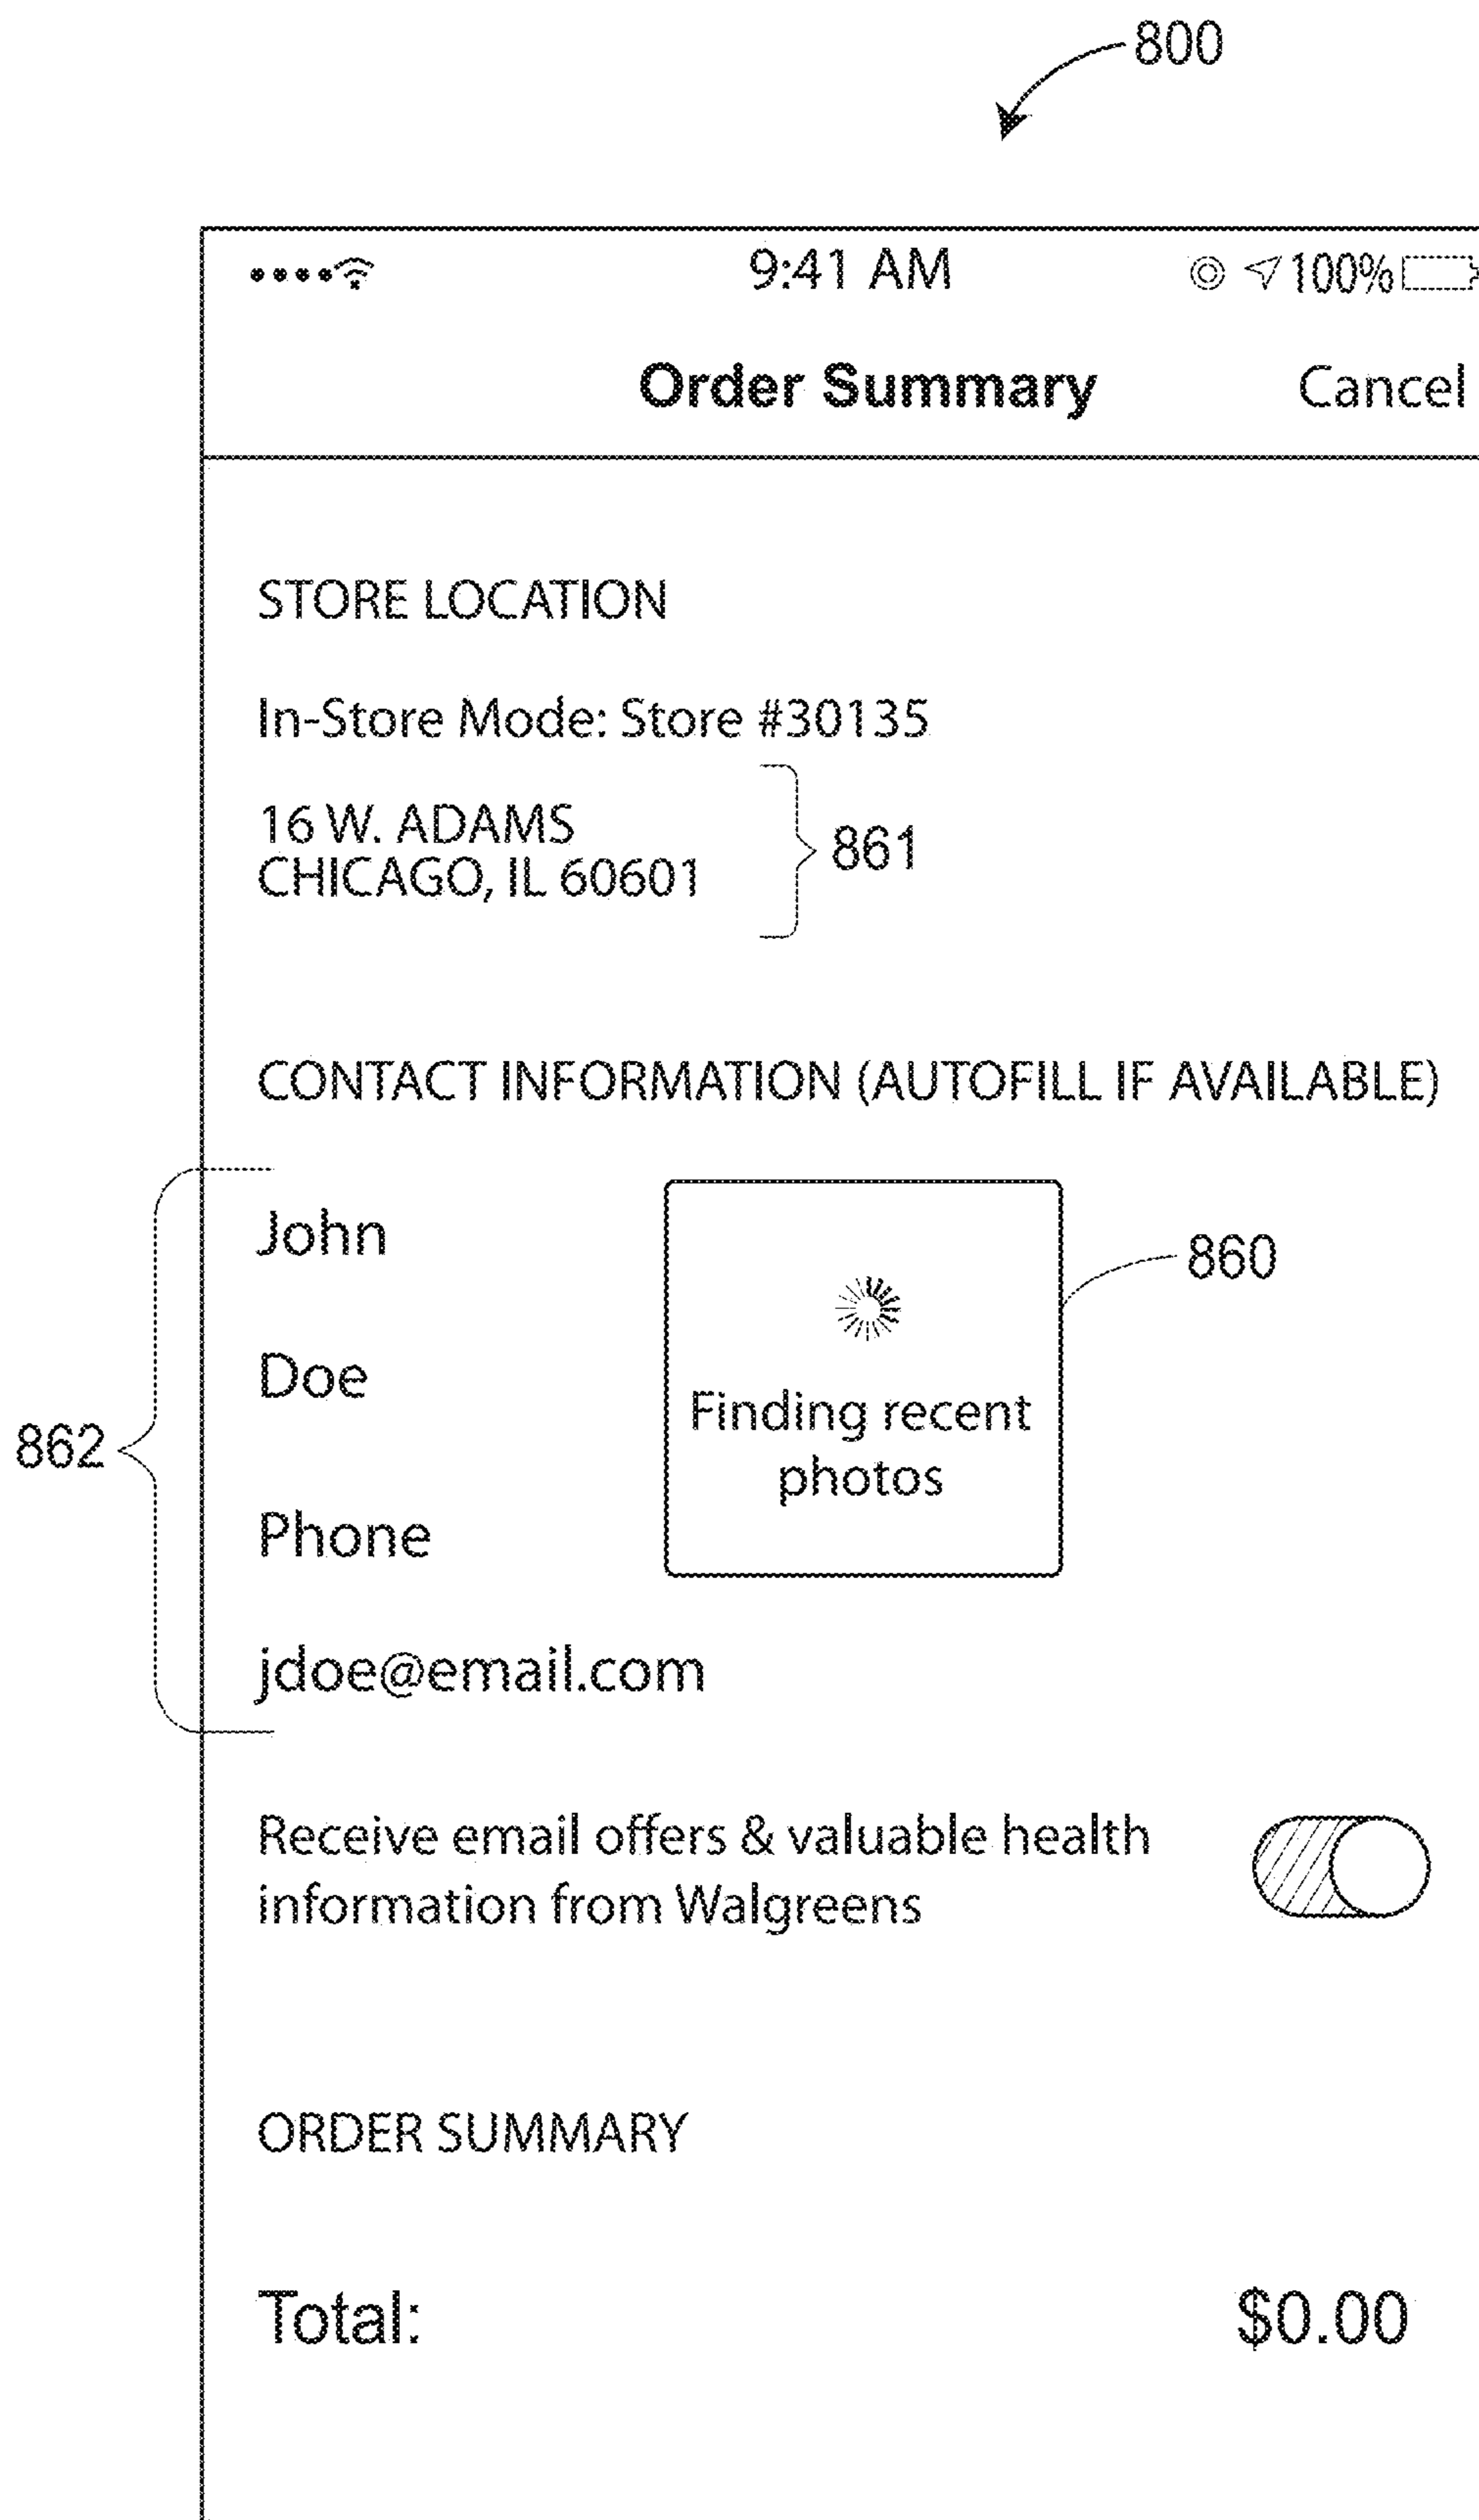 800
9:41 AM
100%
Order Summary
Cancel
STORE LOCATION
In-Store Mode: Store #30135
16 W. ADAMS
CHICAGO, IL 60601
861
CONTACT INFORMATION (AUTOFILL IF AVAILABLE)
John
860
Doe
Finding recent
photos
862
Phone
jdoe@email.com
Receive email offers & valuable health
information from Walgreens
ORDER SUMMARY
Total:
$0.00